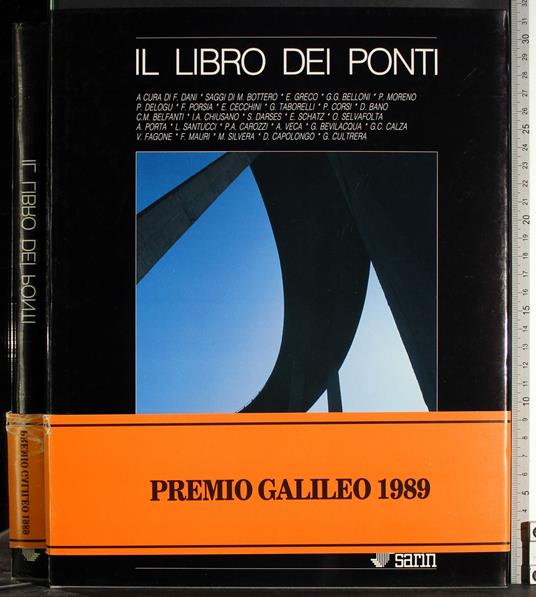 IL LIBRO DEI PONTI
A CURA DI F. DANI * SAGGI DI M. BOTTERO * E. GRECO * G.G. BELLONI * P. MORENO
P. DELOGU * F. PORSIA * E. CECCHINI * G. TABORELLI * P. CORSI * D. BANO
C.M. BELFANTI * I.A. CHIUSANO * S. DARSES * E. SCHATZ * O. SELVAFOLTA
A. PORTA * L. SANTUCCI * P.A. CAROZZI * A. VECA * G. BEVILACQUA * G.C. CALZA
V. FAGONE * F. MAURI * M. SILVERA * D. CAPOLONGO * G. CULTRERA
PREMIO GALILEO 1989
sarin
IL LIBRO DEI PONTI
PREMIO GALILEO 1989